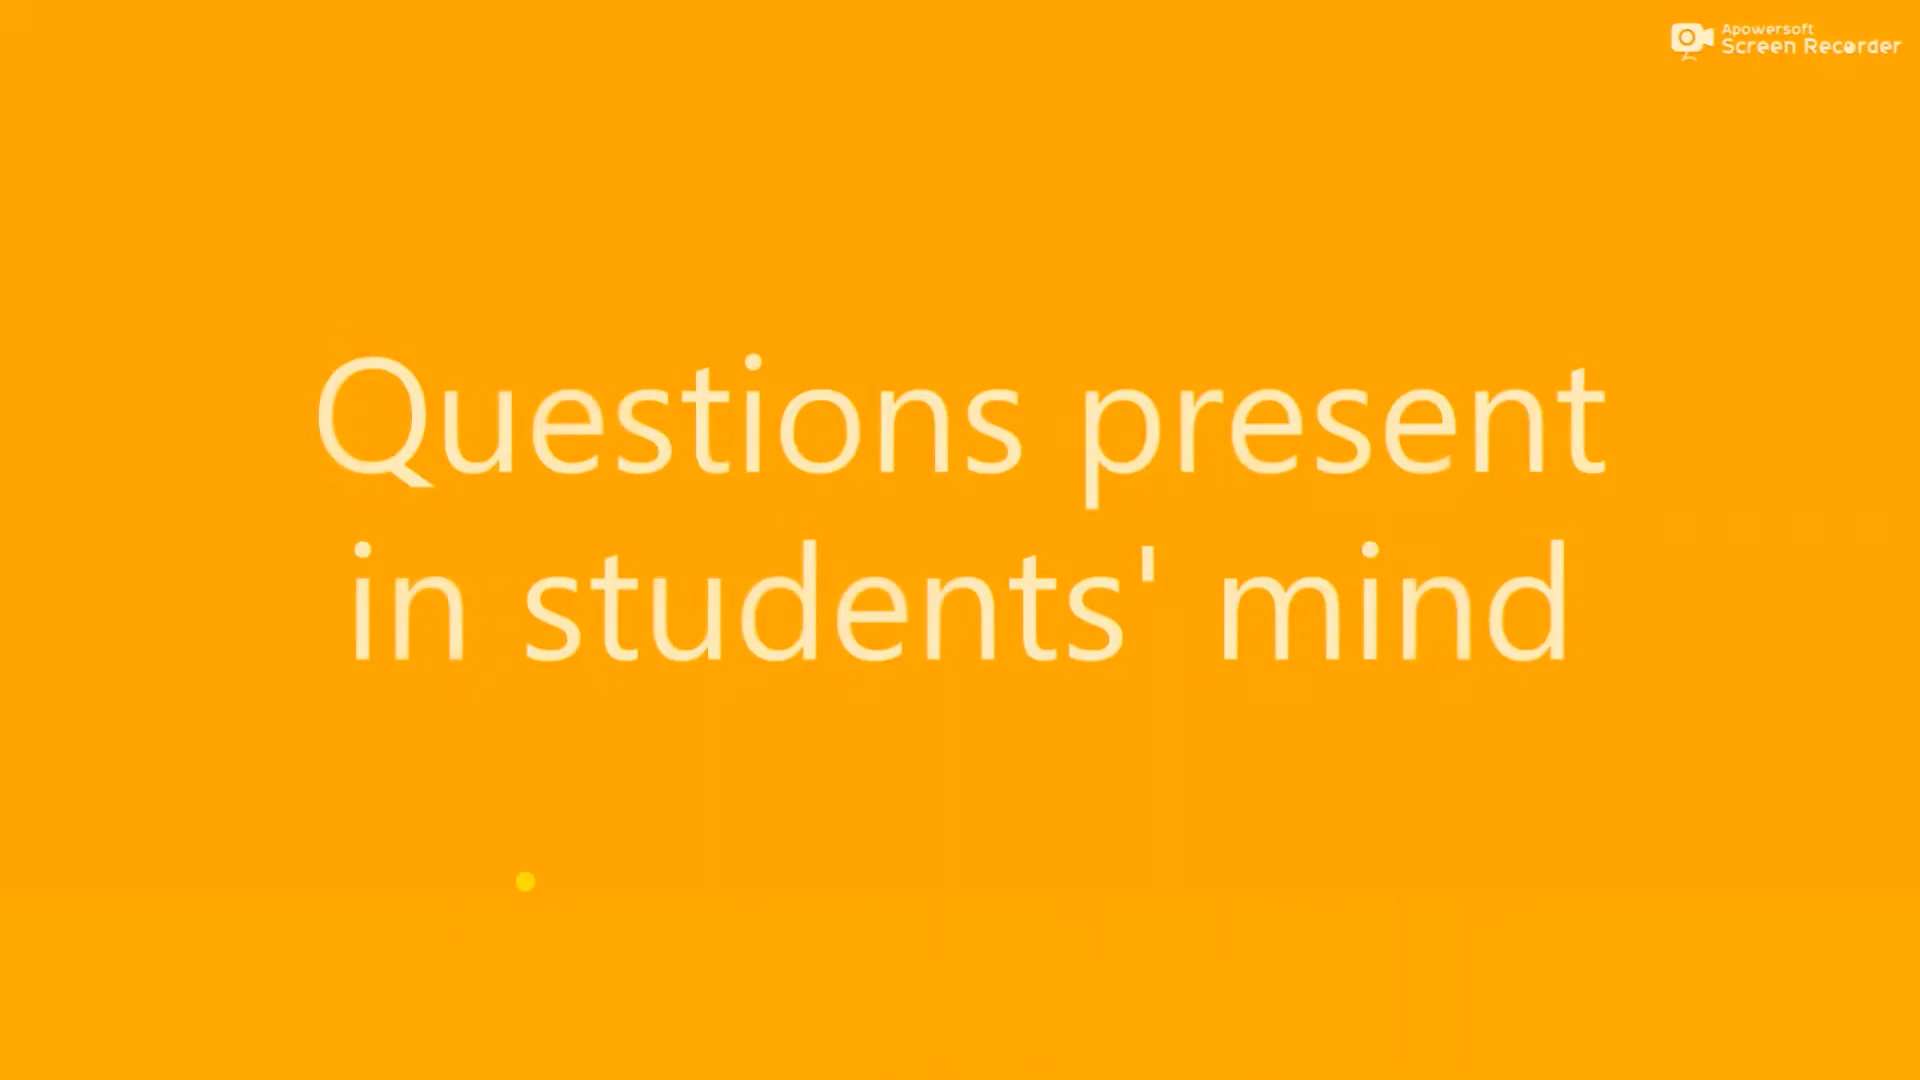 Apowersoft
Screen Recorder
Questions present
in students' mind